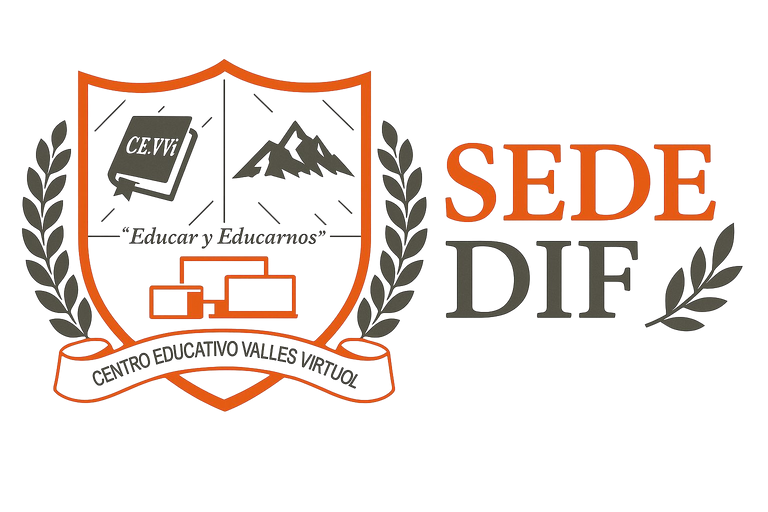 CE.VVi
“Educar y Educarnos”
CENTRO EDUCATIVO VALLES VIRTUOL
SEDE
DIF